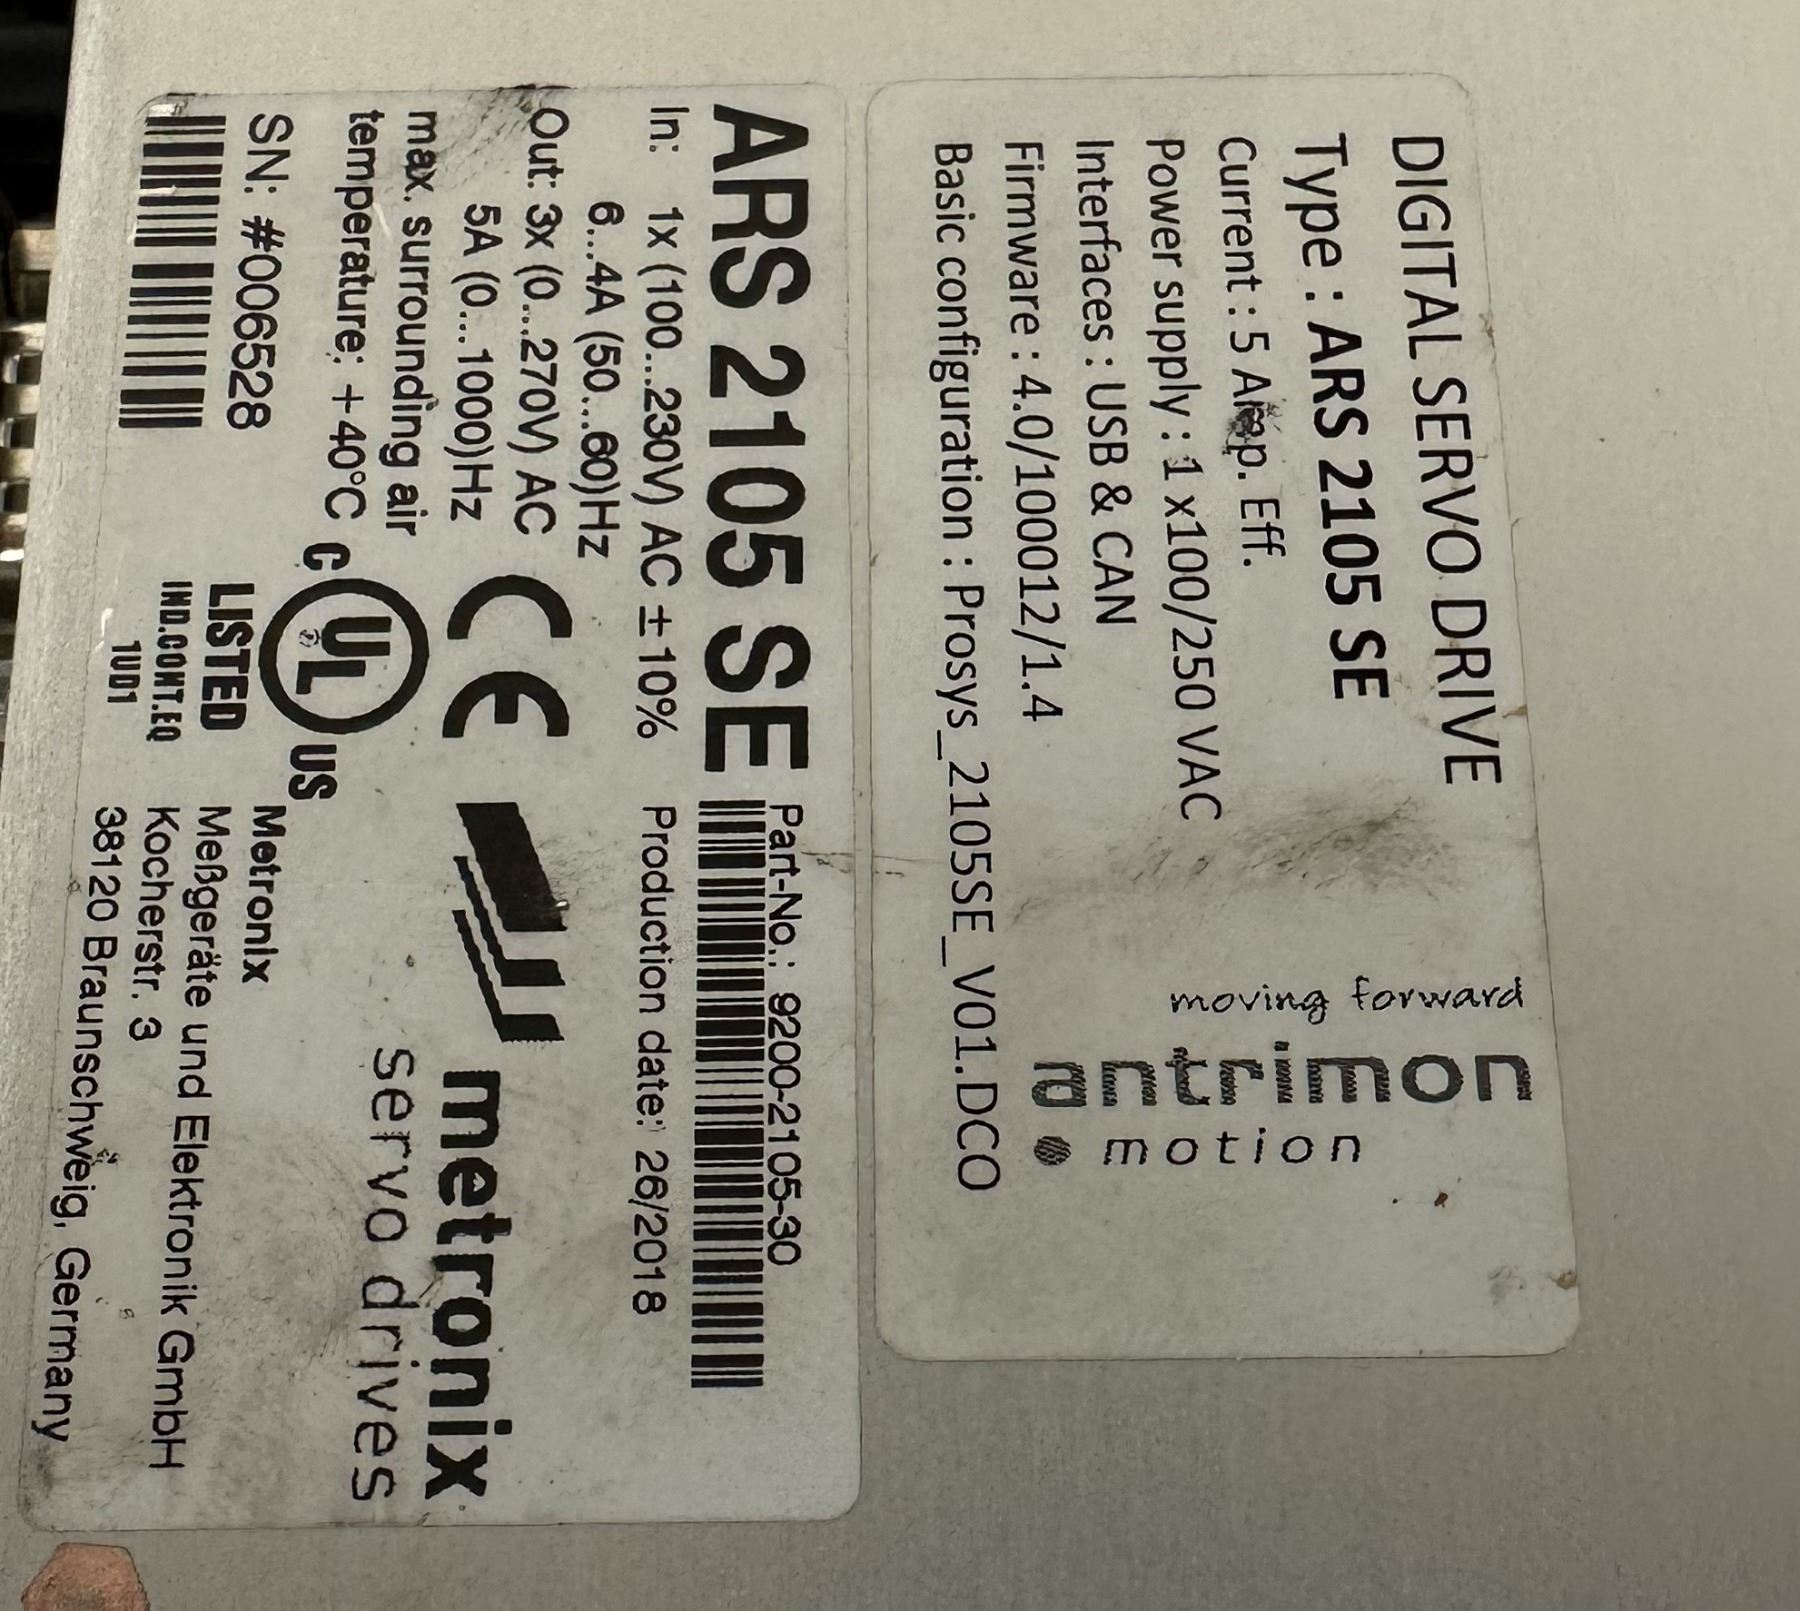 DIGITAL SERVO DRIVE
Type : ARS 2105 SE
Current : 5 Amp. Eff.
Power supply : 1 x100/250 VAC
Interfaces : USB & CAN
Firmware : 4.0/100012/1.4
Basic configuration : Prosys_2105SE_V01.DCO
moving forward
antrimon
motion
ARS 2105 SE
Part-No.: 9200-2105-30
In: 1x (100...230V) AC ±10%
6...4A (50...60)Hz
Production date: 26/2018
Out: 3x (0...270V) AC
5A (0...1000)Hz
max. surrounding air
temperature: +40°C
SN: #006528
CE
C UL US
LISTED
IND.CONT.EQ
1UD1
metronix
servo drives
Metronix
Meßgeräte und Elektronik GmbH
Kocherstr. 3
38120 Braunschweig, Germany